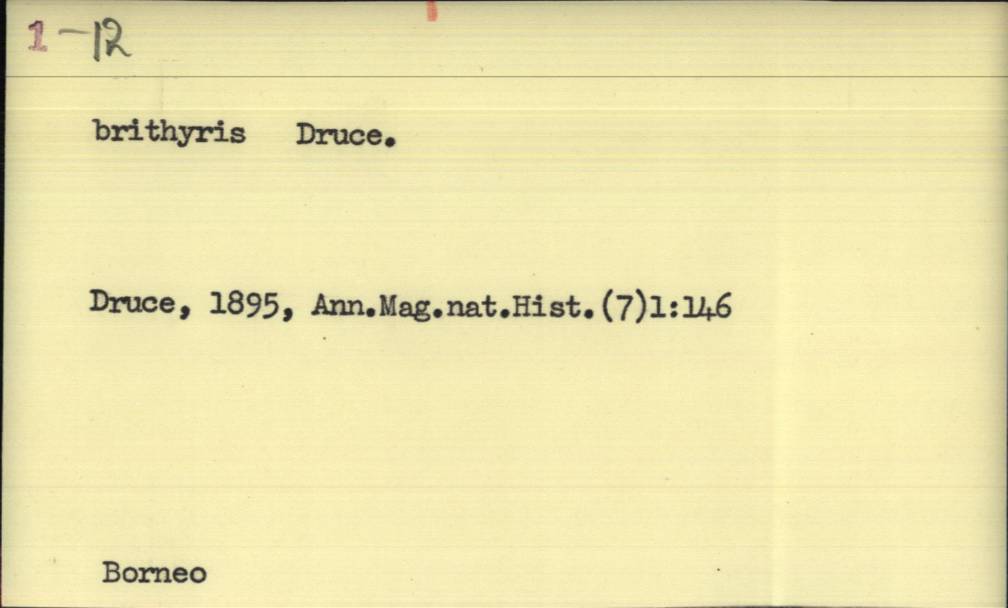 1-12
brithyris Druce.
Druce, 1895, Ann.Mag.nat.Hist.(7)1:146
Borneo